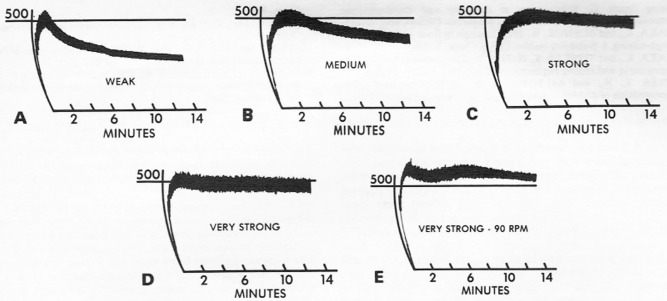 500
WEAK
A
2 6 10 14
MINUTES
500
MEDIUM
B
2 6 10 14
MINUTES
500
STRONG
C
2 6 10 14
MINUTES
500
VERY STRONG
D
2 6 10 14
MINUTES
500
VERY STRONG - 90 RPM
E
2 6 10 14
MINUTES